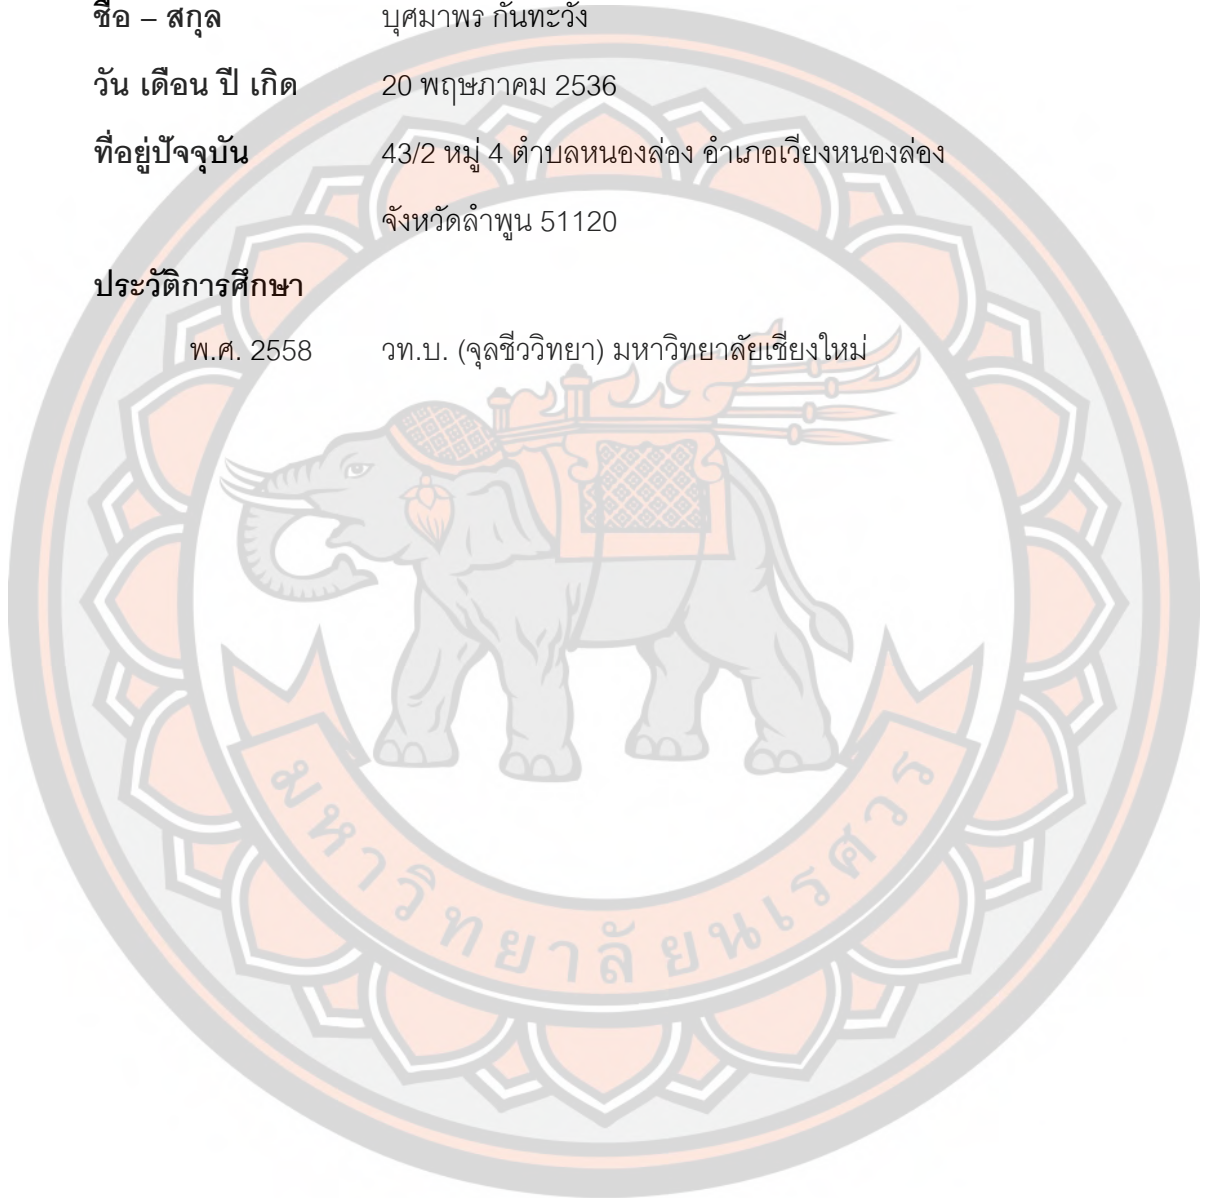 ชื่อ – สกุล บุศมาพร กันทะวัง
วัน เดือน ปี เกิด 20 พฤษภาคม 2536
ที่อยู่ปัจจุบัน 43/2 หมู่ 4 ตำบลหนองล่อง อำเภอเวียงหนองล่อง
จังหวัดลำพูน 51120
ประวัติการศึกษา
พ.ศ. 2558 วท.บ. (จุลชีววิทยา) มหาวิทยาลัยเชียงใหม่
มหาวิทยาลัยนเรศวร